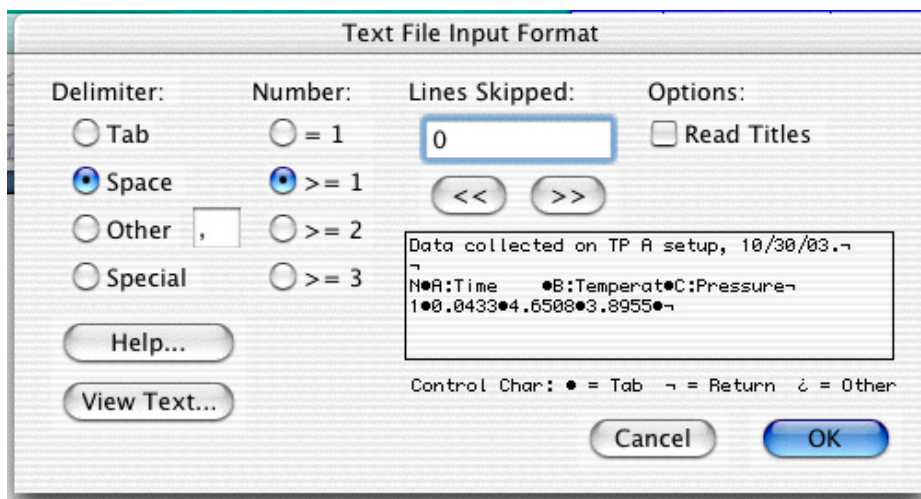 Text File Input Format
Delimiter: Number: Lines Skipped: Options:
Tab = 1 0 Read Titles
Space >= 1
<< >>
Other , >= 2
Special >= 3
Data collected on TP A setup, 10/30/03.¬
¬
N●A:Time    ●B:Temperat●C:Pressure¬
1●0.0433●4.6508●3.8955●¬
Help...
View Text...
Control Char: ● = Tab  ¬ = Return  ¿ = Other
Cancel OK